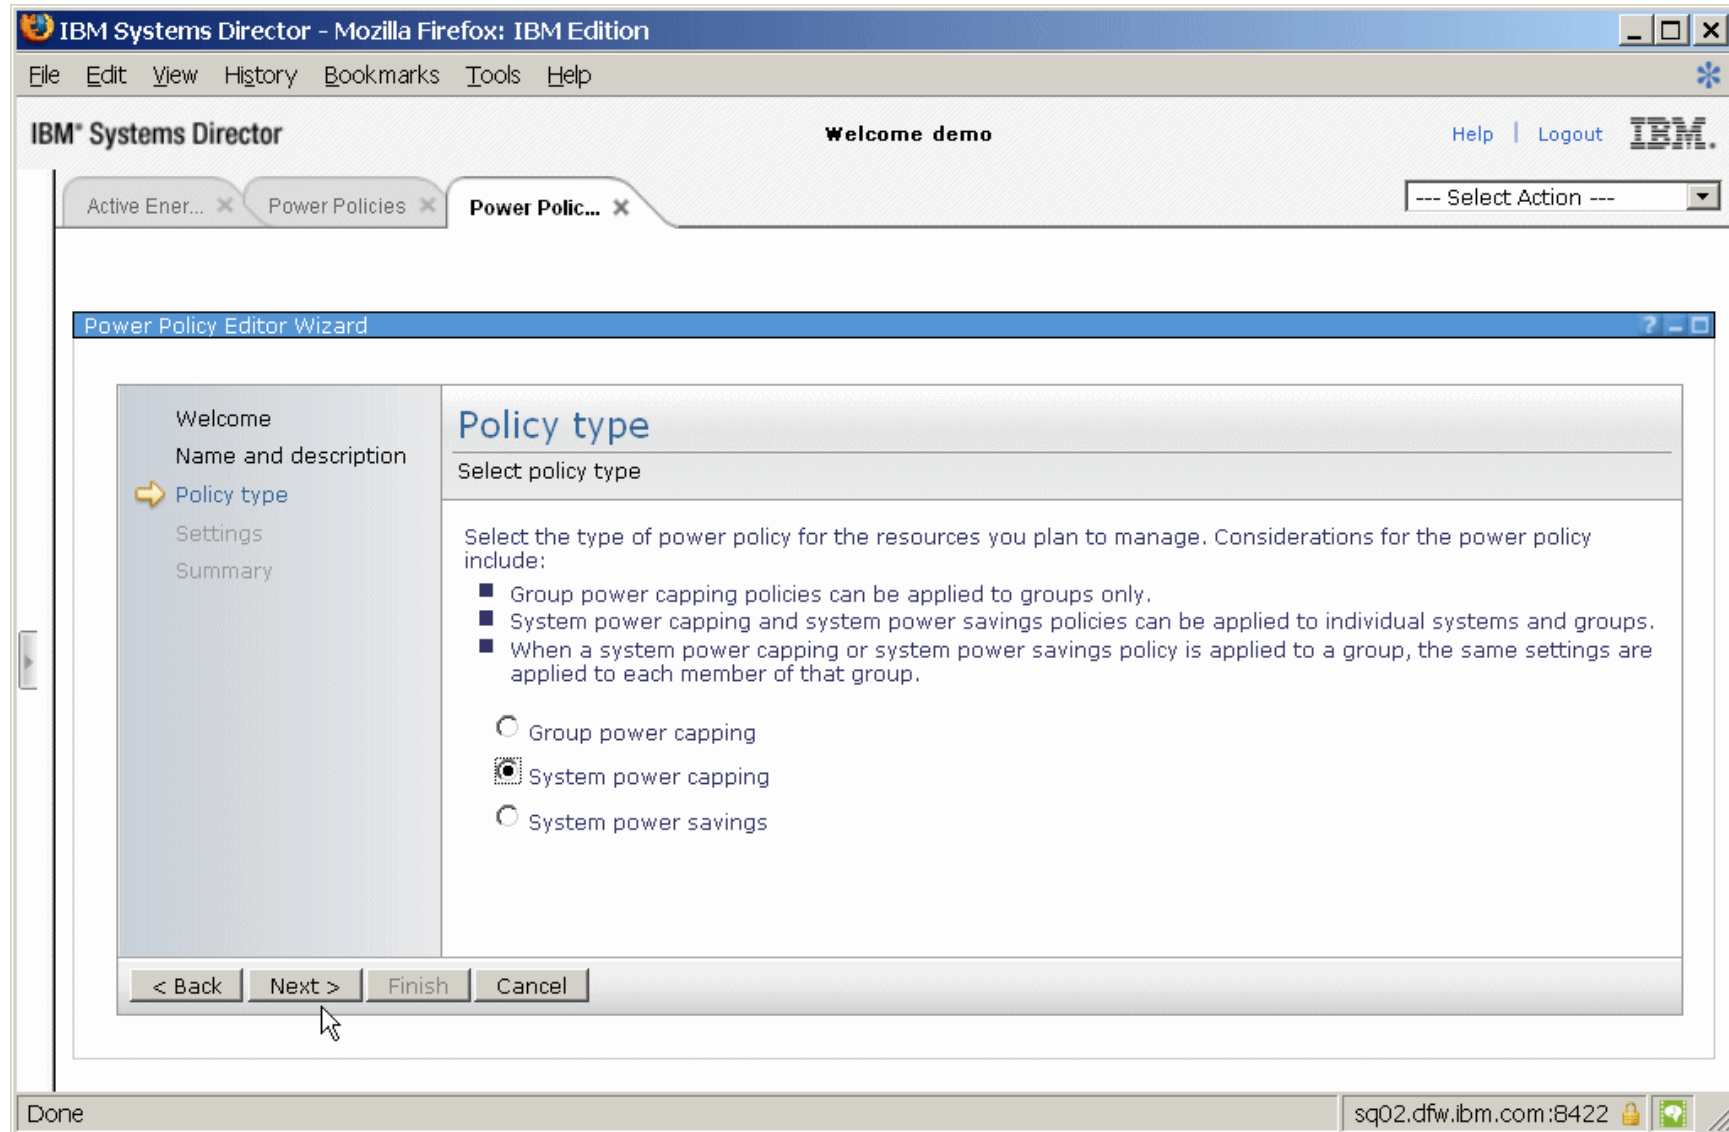 IBM Systems Director - Mozilla Firefox: IBM Edition
File Edit View History Bookmarks Tools Help
IBM® Systems Director
Welcome demo
Help | Logout IBM.
Active Ener... Power Policies Power Polic... --- Select Action ---
Power Policy Editor Wizard
Welcome
Name and description
Policy type
Settings
Summary
Policy type
Select policy type
Select the type of power policy for the resources you plan to manage. Considerations for the power policy
include:
Group power capping policies can be applied to groups only.
System power capping and system power savings policies can be applied to individual systems and groups.
When a system power capping or system power savings policy is applied to a group, the same settings are
applied to each member of that group.
Group power capping
System power capping
System power savings
< Back Next > Finish Cancel
Done sq02.dfw.ibm.com:8422